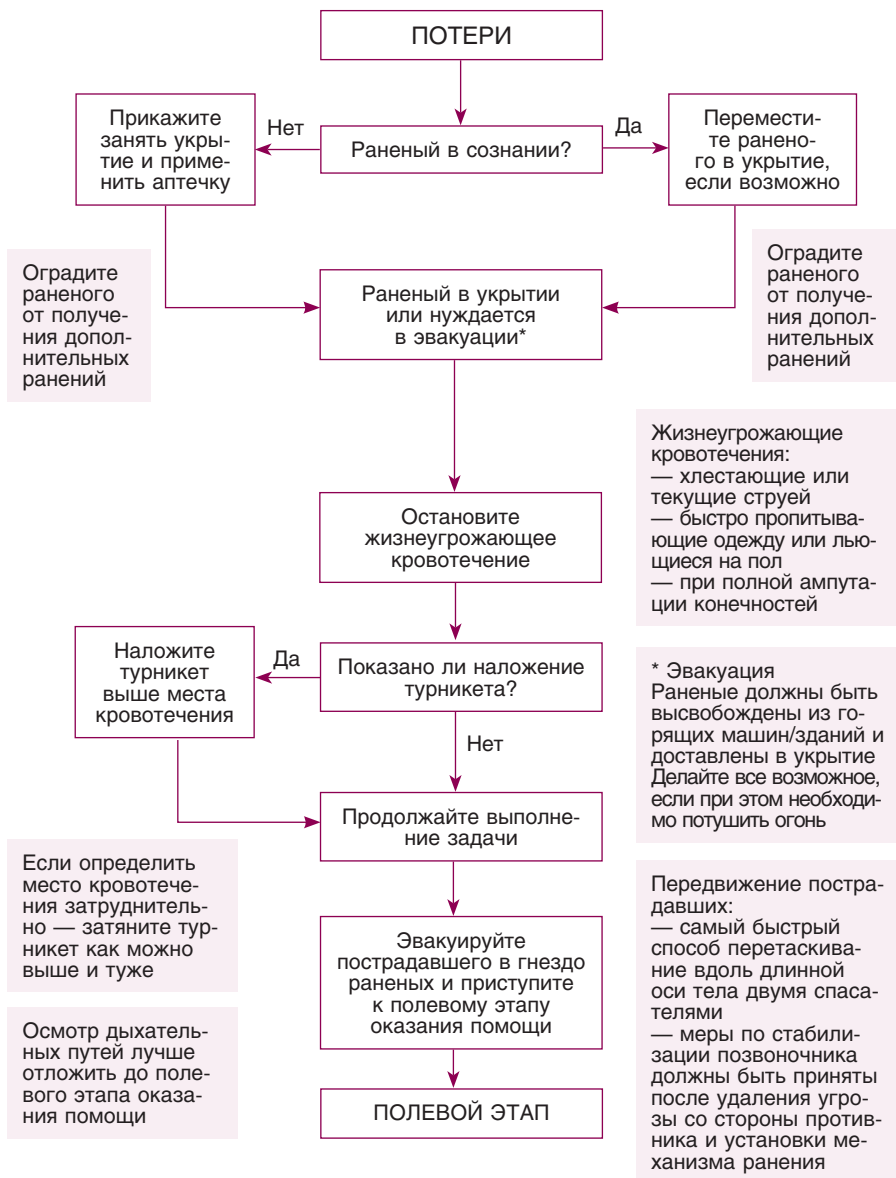 ПОТЕРИ
Прикажите
занять укры-
тие и приме-
нить аптечку
Нет
Раненый в сознании?
Да
Перемести-
те ранено-
го в укрытие,
если возможно
Оградите
раненого
от получе-
ния допол-
нительных
ранений
Раненый в укрытии
или нуждается
в эвакуации*
Оградите
раненого
от получе-
ния допол-
нительных
ранений
Жизнеугрожающие
кровотечения:
— хлестающие или
текущие струей
— быстро пропитыва-
ющие одежду или лью-
щиеся на пол
— при полной ампута-
ции конечностей
Остановите
жизнеугрожающее
кровотечение
Наложите
турникет
выше места
кровотечения
Да
Показано ли наложение
турникета?
Нет
* Эвакуация
Раненые должны быть
высвобождены из го-
рящих машин/зданий и
доставлены в укрытие
Делайте все возможное,
если при этом необходи-
мо потушить огонь
Продолжайте выполне-
ние задачи
Если определить
место кровотече-
ния затруднитель-
но — затяните тур-
никет как можно
выше и туже
Эвакуируйте
пострадавшего в гнездо
раненых и приступите
к полевому этапу
оказания помощи
Передвижение постра-
давших:
— самый быстрый
способ перетаскива-
ние вдоль длинной
оси тела двумя спаса-
телями
— меры по стабили-
зации позвоночника
должны быть приняты
после удаления угро-
зы со стороны против-
ника и установки ме-
ханизма ранения
Осмотр дыхатель-
ных путей лучше
отложить до поле-
вого этапа оказа-
ния помощи
ПОЛЕВОЙ ЭТАП